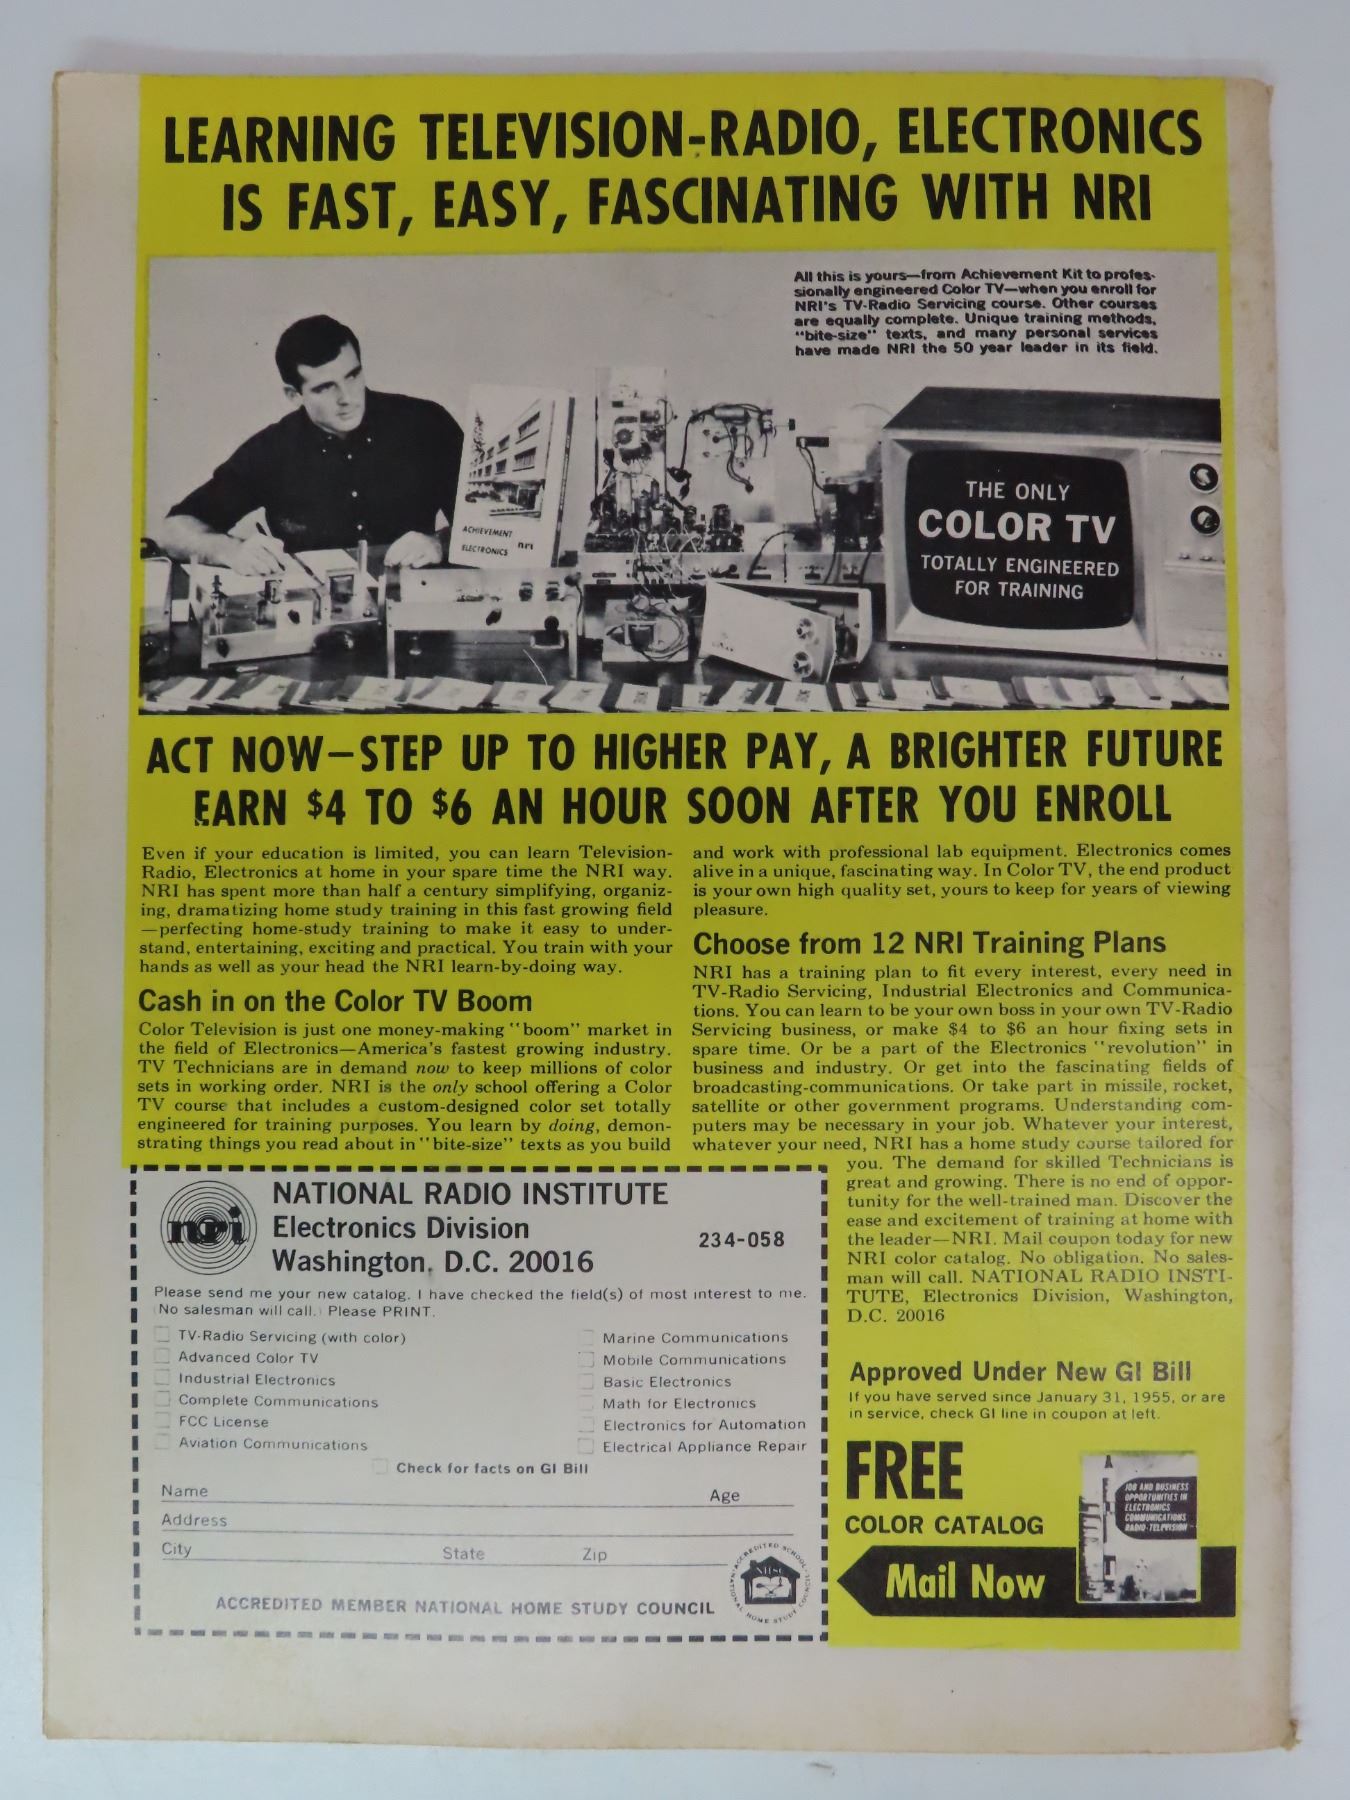 LEARNING TELEVISION-RADIO, ELECTRONICS
IS FAST, EASY, FASCINATING WITH NRI
All this is yours—from Achievement Kit to profes-
sionally engineered Color TV—when you enroll for
NRI's TV-Radio Servicing course. Other courses
are equally complete. Unique training methods,
"bite-size" texts, and many personal services
have made NRI the 50 year leader in its field.
ACHIEVEMENT
ELECTRONICS nri
THE ONLY
COLOR TV
TOTALLY ENGINEERED
FOR TRAINING
ACT NOW—STEP UP TO HIGHER PAY, A BRIGHTER FUTURE
EARN $4 TO $6 AN HOUR SOON AFTER YOU ENROLL
Even if your education is limited, you can learn Television-
Radio, Electronics at home in your spare time the NRI way.
NRI has spent more than half a century simplifying, organiz-
ing, dramatizing home study training in this fast growing field
—perfecting home-study training to make it easy to under-
stand, entertaining, exciting and practical. You train with your
hands as well as your head the NRI learn-by-doing way.
Cash in on the Color TV Boom
Color Television is just one money-making "boom" market in
the field of Electronics—America's fastest growing industry.
TV Technicians are in demand now to keep millions of color
sets in working order. NRI is the only school offering a Color
TV course that includes a custom-designed color set totally
engineered for training purposes. You learn by doing, demon-
strating things you read about in "bite-size" texts as you build
and work with professional lab equipment. Electronics comes
alive in a unique, fascinating way. In Color TV, the end product
is your own high quality set, yours to keep for years of viewing
pleasure.
Choose from 12 NRI Training Plans
NRI has a training plan to fit every interest, every need in
TV-Radio Servicing, Industrial Electronics and Communica-
tions. You can learn to be your own boss in your own TV-Radio
Servicing business, or make $4 to $6 an hour fixing sets in
spare time. Or be a part of the Electronics "revolution" in
business and industry. Or get into the fascinating fields of
broadcasting-communications. Or take part in missile, rocket,
satellite or other government programs. Understanding com-
puters may be necessary in your job. Whatever your interest,
whatever your need, NRI has a home study course tailored for
you. The demand for skilled Technicians is
great and growing. There is no end of oppor-
tunity for the well-trained man. Discover the
ease and excitement of training at home with
the leader—NRI. Mail coupon today for new
NRI color catalog. No obligation. No sales-
man will call. NATIONAL RADIO INSTI-
TUTE, Electronics Division, Washington,
D.C. 20016
Approved Under New GI Bill
If you have served since January 31, 1955, or are
in service, check GI line in coupon at left.
FREE
COLOR CATALOG
Mail Now
JOB AND BUSINESS
OPPORTUNITIES IN
ELECTRONICS
COMMUNICATIONS
RADIO-TELEVISION
nri
NATIONAL RADIO INSTITUTE
Electronics Division
Washington, D.C. 20016
234-058
Please send me your new catalog. I have checked the field(s) of most interest to me.
No salesman will call. Please PRINT.
TV-Radio Servicing (with color)
Advanced Color TV
Industrial Electronics
Complete Communications
FCC License
Aviation Communications
Marine Communications
Mobile Communications
Basic Electronics
Math for Electronics
Electronics for Automation
Electrical Appliance Repair
Check for facts on GI Bill
Name Age
Address
City State Zip
ACCREDITED MEMBER NATIONAL HOME STUDY COUNCIL
ACCREDITED SCHOOL
NATIONAL HOME STUDY COUNCIL
NHSC